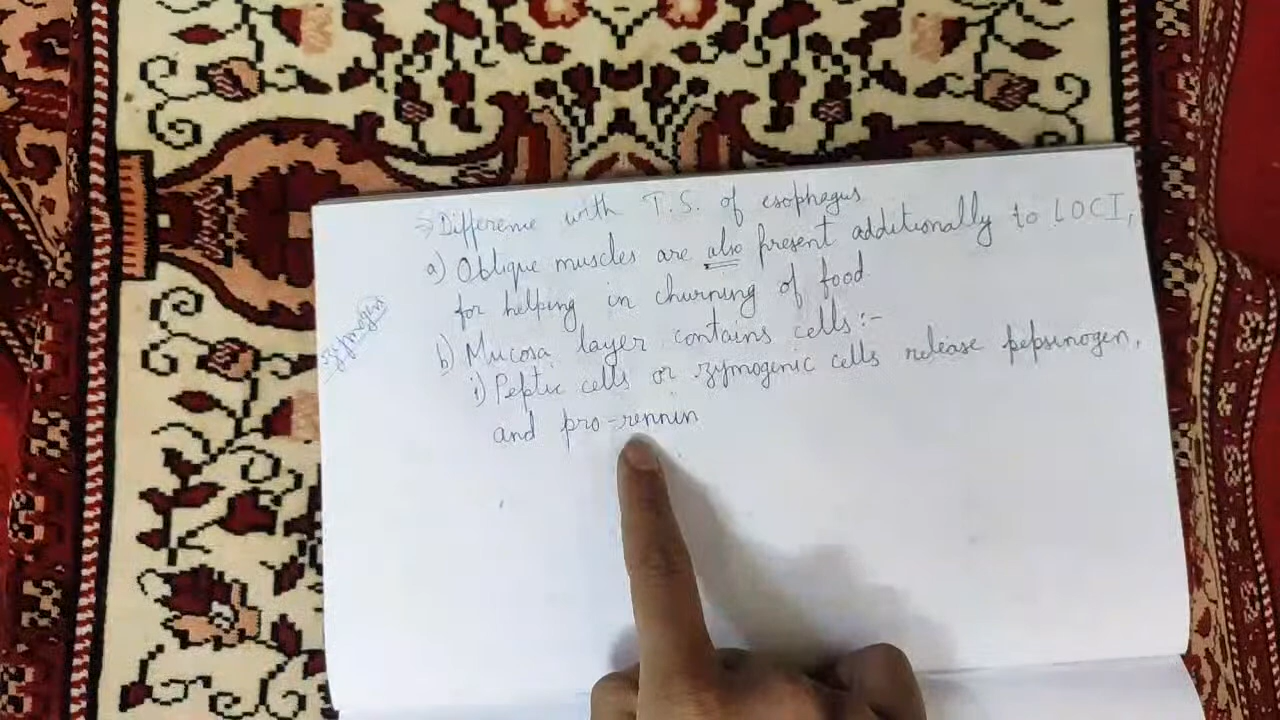 ⇒ Difference with T.S. of esophagus
a) Oblique muscles are also present additionally to LOCI,
for helping in churning of food
b) Mucosa layer contains cells:-
i) Peptic cells or zymogenic cells release pepsinogen,
and pro-rennin
zymogen